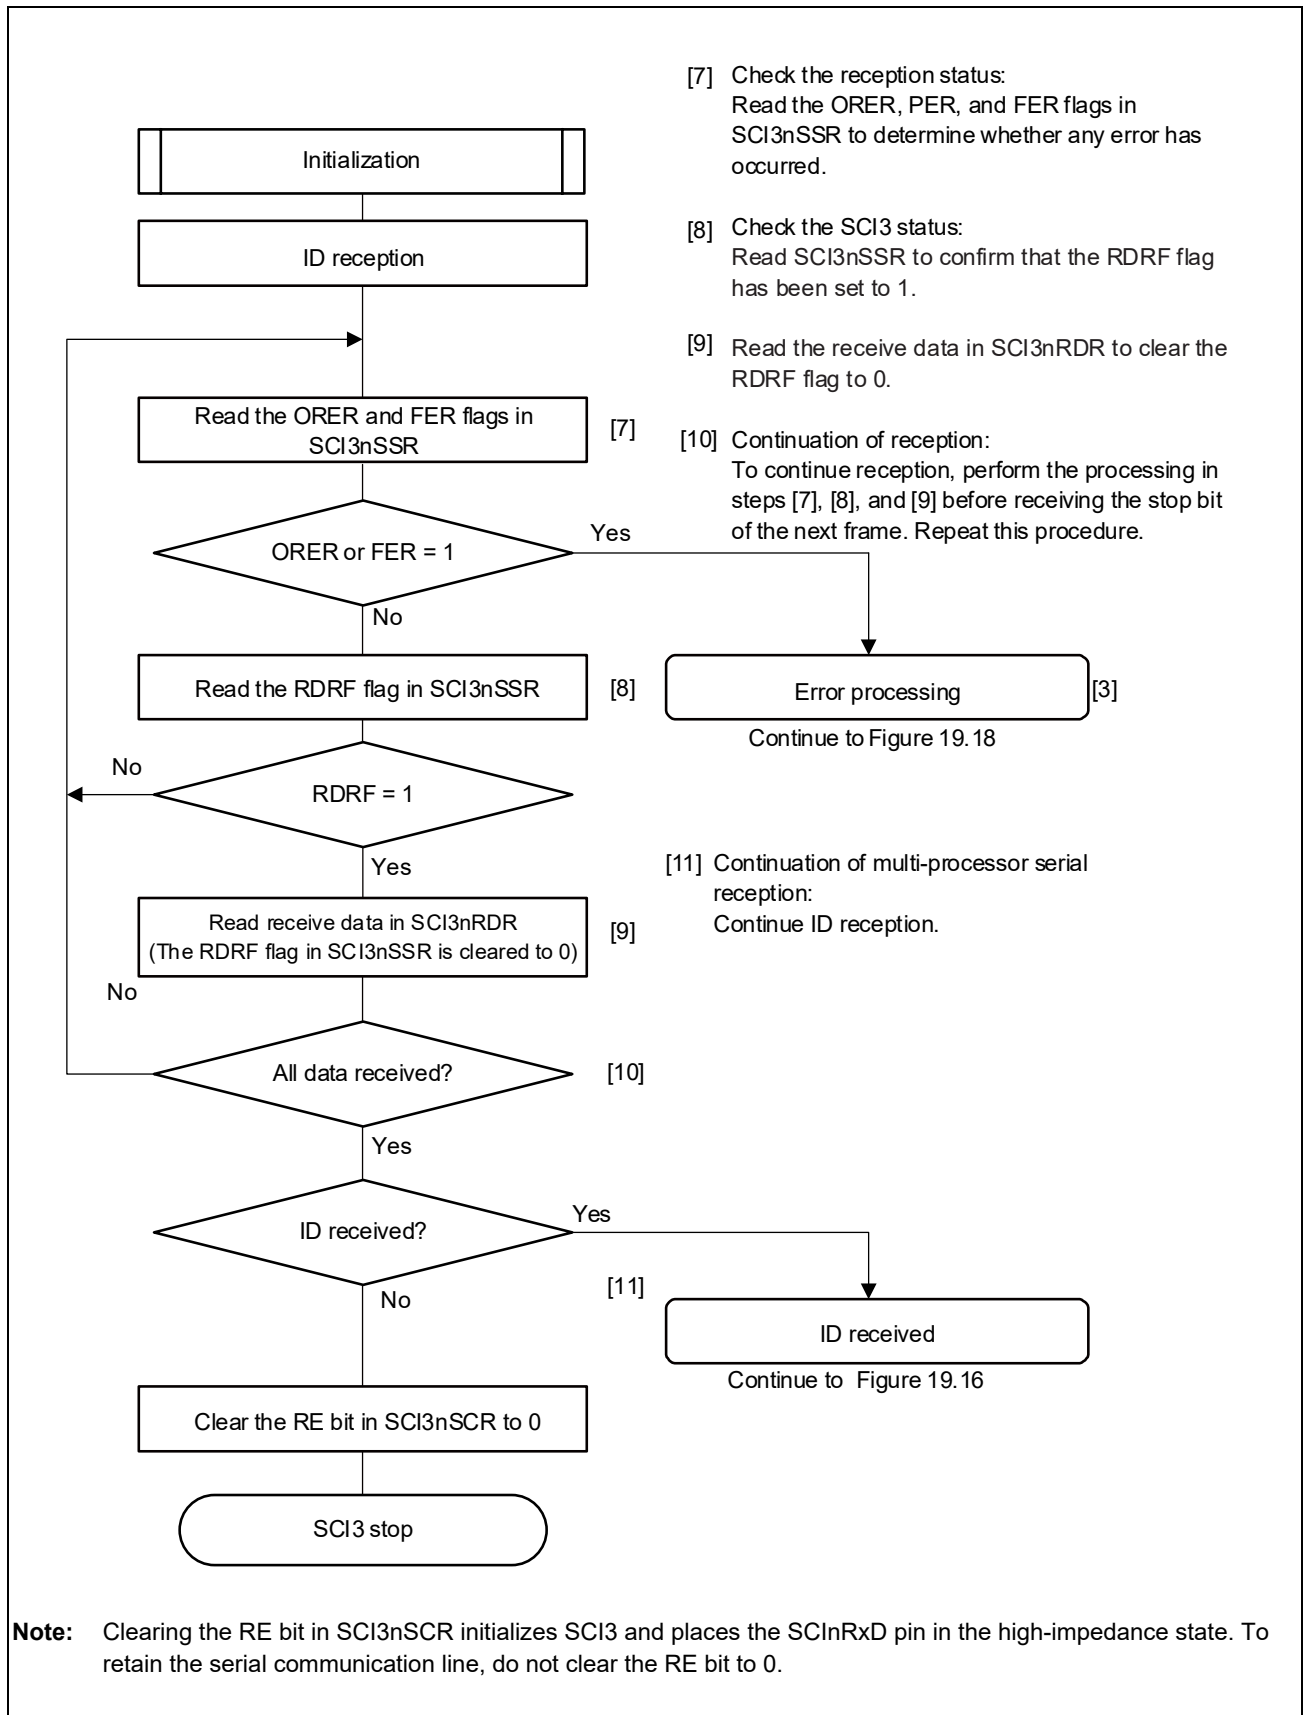 [7] Check the reception status:
Read the ORER, PER, and FER flags in
SCI3nSSR to determine whether any error has
occurred.
Initialization
[8] Check the SCI3 status:
Read SCI3nSSR to confirm that the RDRF flag
has been set to 1.
ID reception
[9] Read the receive data in SCI3nRDR to clear the
RDRF flag to 0.
Read the ORER and FER flags in
SCI3nSSR
[7]
[10] Continuation of reception:
To continue reception, perform the processing in
steps [7], [8], and [9] before receiving the stop bit
of the next frame. Repeat this procedure.
ORER or FER = 1
Yes
No
Read the RDRF flag in SCI3nSSR
[8]
Error processing
[3]
Continue to Figure 19.18
No
RDRF = 1
Yes
[11] Continuation of multi-processor serial
reception:
Continue ID reception.
Read receive data in SCI3nRDR
(The RDRF flag in SCI3nSSR is cleared to 0)
[9]
No
All data received?
[10]
Yes
ID received?
Yes
[11]
No
ID received
Continue to Figure 19.16
Clear the RE bit in SCI3nSCR to 0
SCI3 stop
Note: Clearing the RE bit in SCI3nSCR initializes SCI3 and places the SCInRxD pin in the high-impedance state. To
retain the serial communication line, do not clear the RE bit to 0.